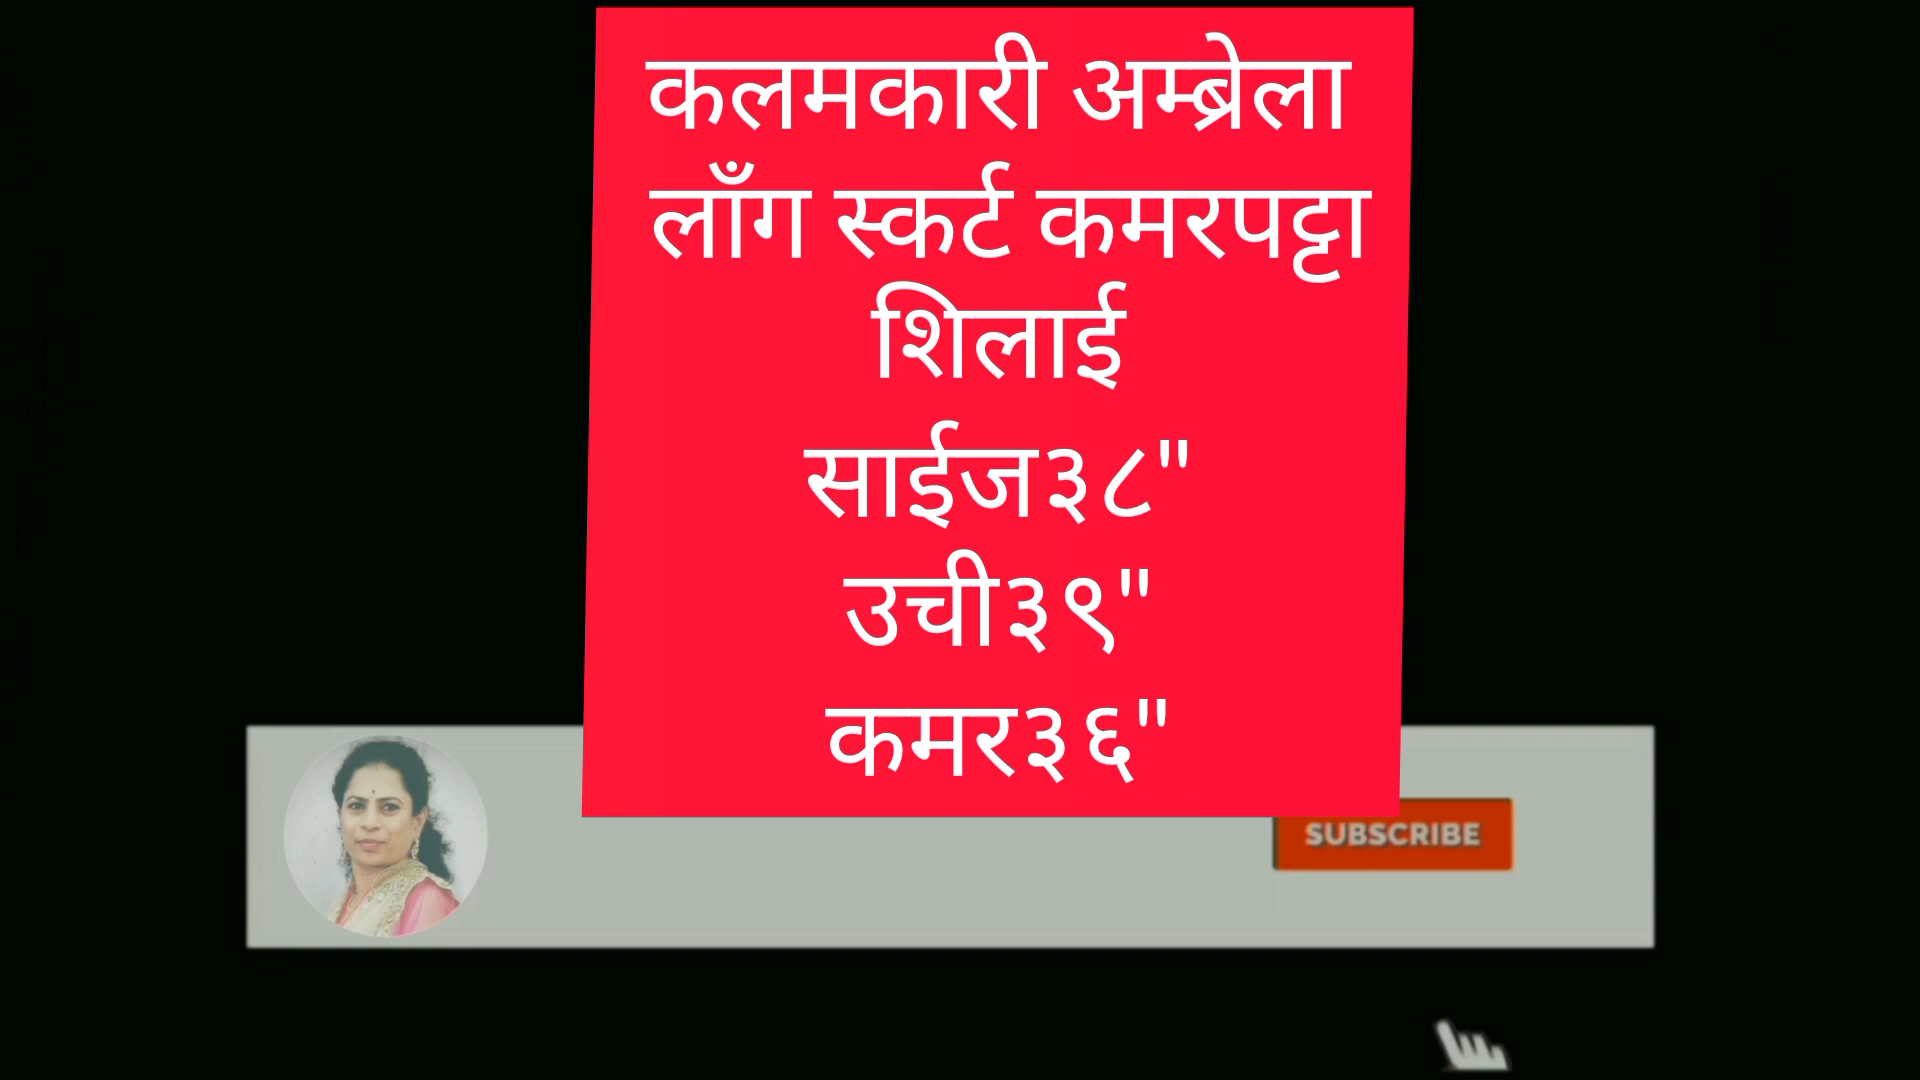 कलमकारी अम्ब्रेला
लाँग स्कर्ट कमरपट्टा
शिलाई
साईज३८"
उची३९"
कमर३६"
SUBSCRIBE